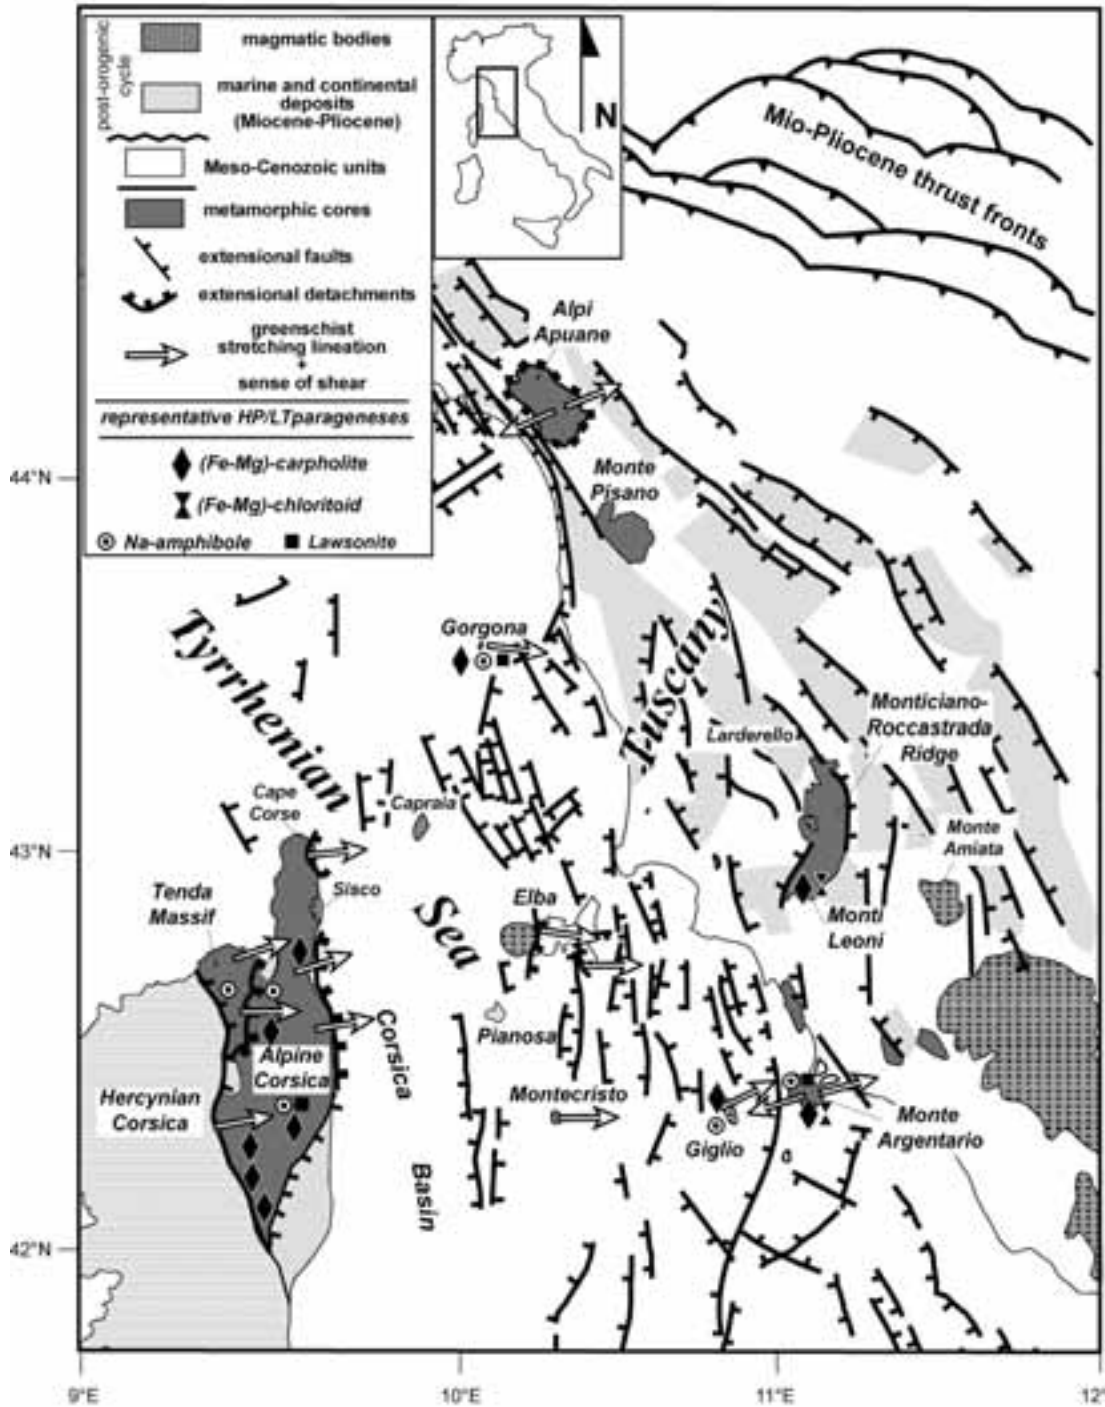 post-orogenic
cycle
magmatic bodies
marine and continental
deposits
(Miocene-Pliocene)
Meso-Cenozoic units
metamorphic cores
extensional faults
extensional detachments
greenschist
stretching lineation
+
sense of shear
representative HP/LTparageneses
(Fe-Mg)-carpholite
(Fe-Mg)-chloritoid
Na-amphibole
Lawsonite
N
Mio-Pliocene thrust fronts
Alpi
Apuane
44°N
Monte
Pisano
Gorgona
Tyrrhenian
Sea
Tuscany
Larderello
Monticiano-
Roccastrada
Ridge
Cape
Corse
Capraia
43°N
Monte
Amiata
Sisco
Tenda
Massif
Elba
Monti
Leoni
Pianosa
Corsica
Basin
Alpine
Corsica
Hercynian
Corsica
Montecristo
Giglio
Monte
Argentario
42°N
9°E
10°E
11°E
12°